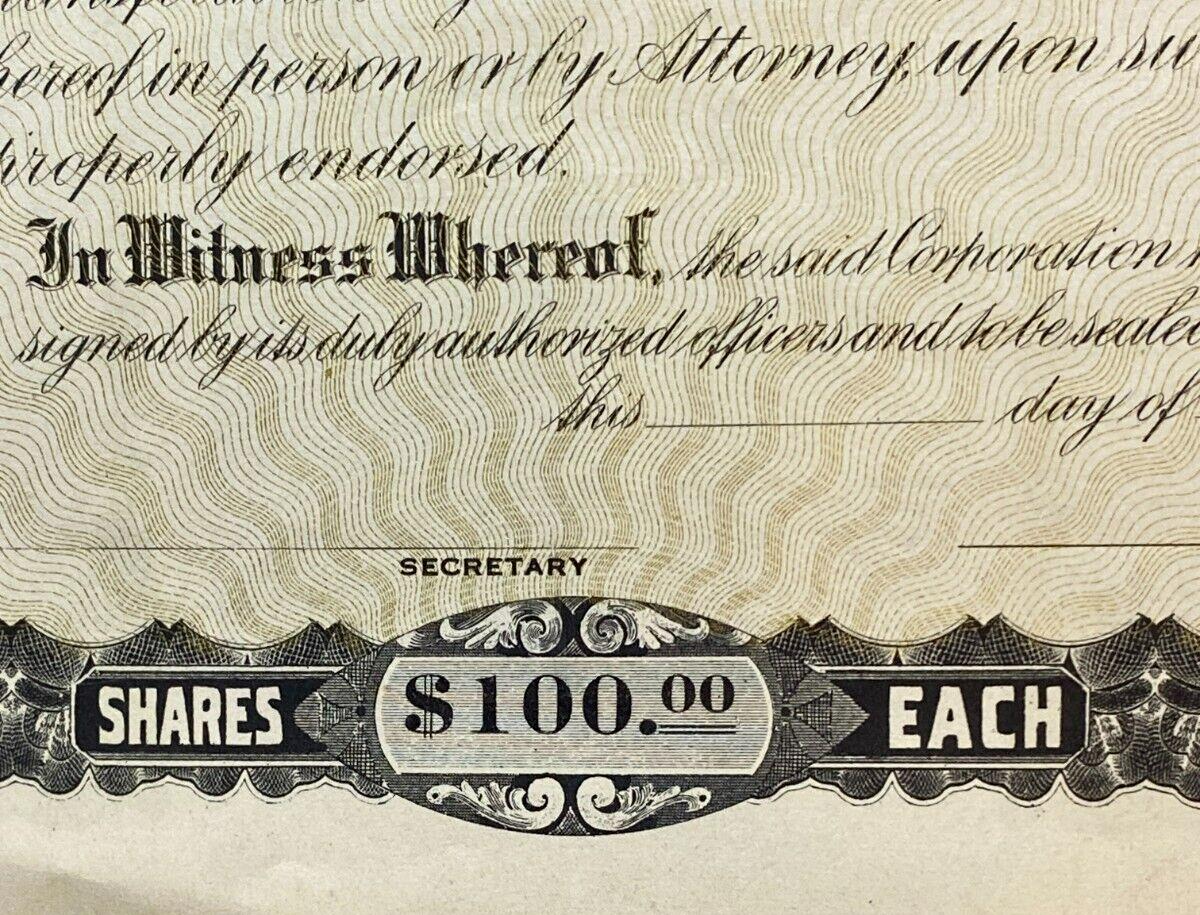 hereof in person or by Attorney, upon su
properly endorsed.
In Witness Whereof, the said Corporation
signed by its duly authorized officers and to be sealed
this day of
SECRETARY
SHARES $100.00 EACH